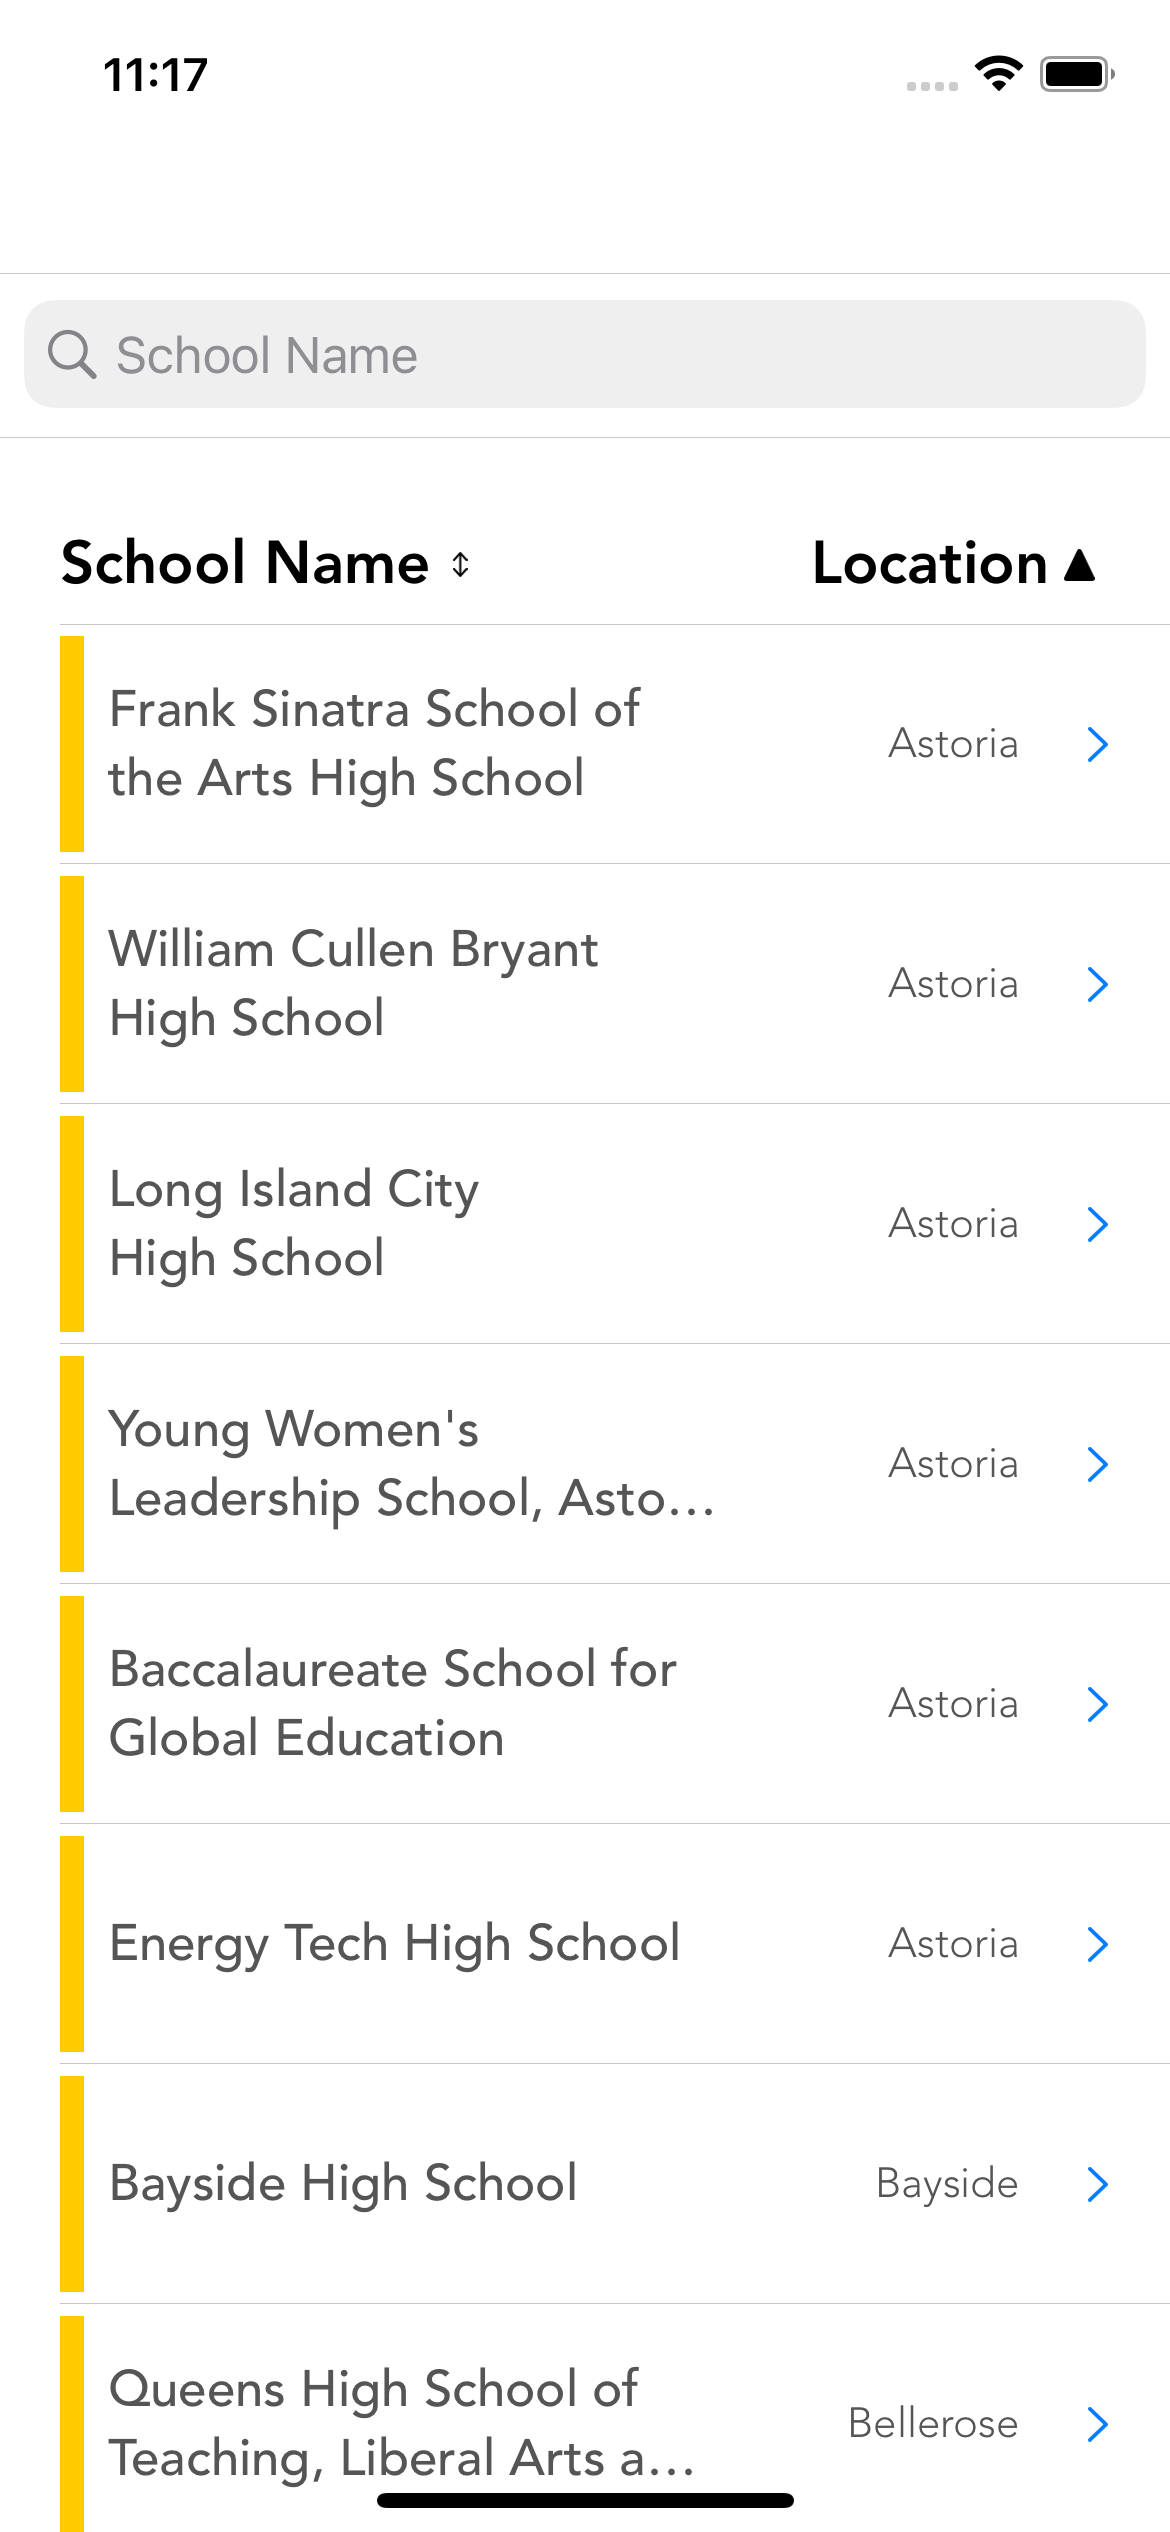 11:17
School Name
School Name ↕ Location ▲
Frank Sinatra School of
the Arts High School
Astoria
William Cullen Bryant
High School
Astoria
Long Island City
High School
Astoria
Young Women's
Leadership School, Asto...
Astoria
Baccalaureate School for
Global Education
Astoria
Energy Tech High School
Astoria
Bayside High School
Bayside
Queens High School of
Teaching, Liberal Arts a...
Bellerose